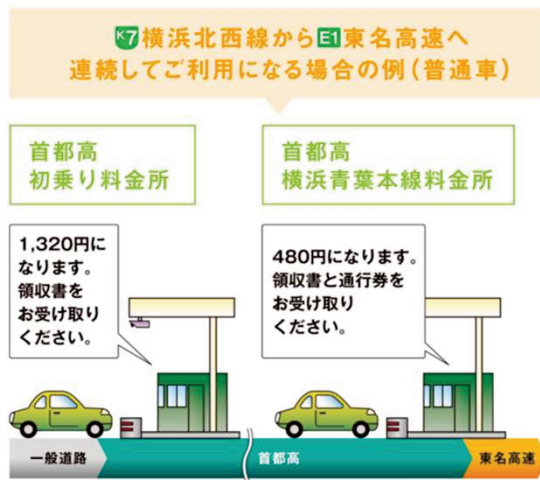 K7横浜北西線からE1東名高速へ
連続してご利用になる場合の例(普通車)
首都高
初乗り料金所
首都高
横浜青葉本線料金所
1,320円に
なります。
領収書を
お受け取り
ください。
480円になります。
領収書と通行券を
お受け取り
ください。
一般道路
首都高
東名高速